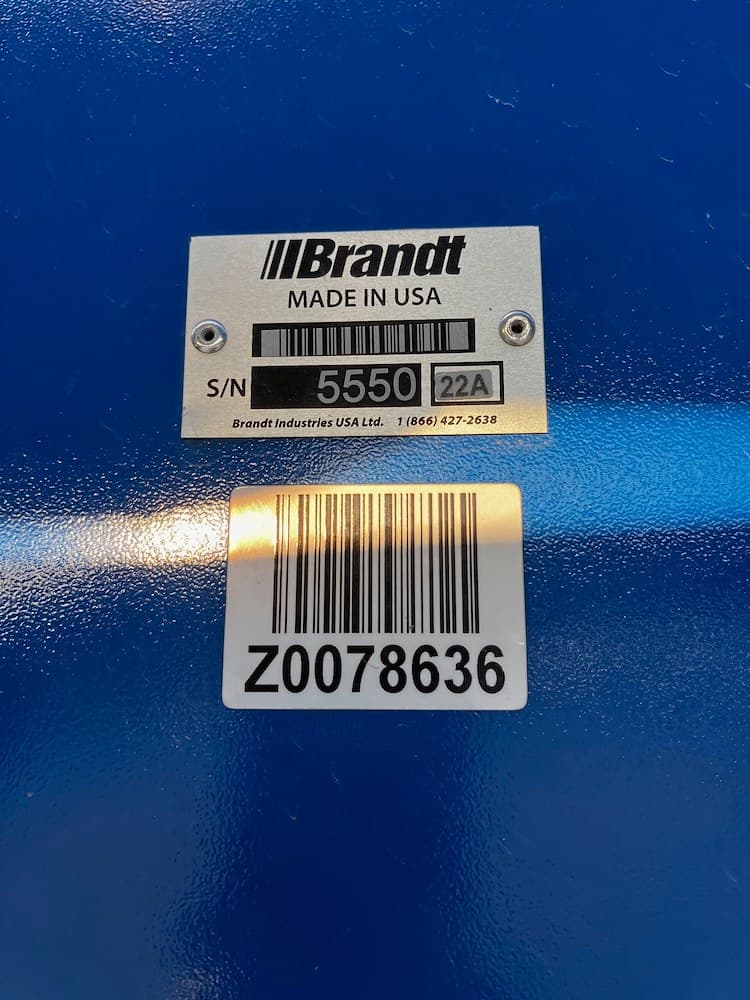 Brandt
MADE IN USA
S/N 5550 22A
Brandt Industries USA Ltd. 1 (866) 427-2638
Z0078636